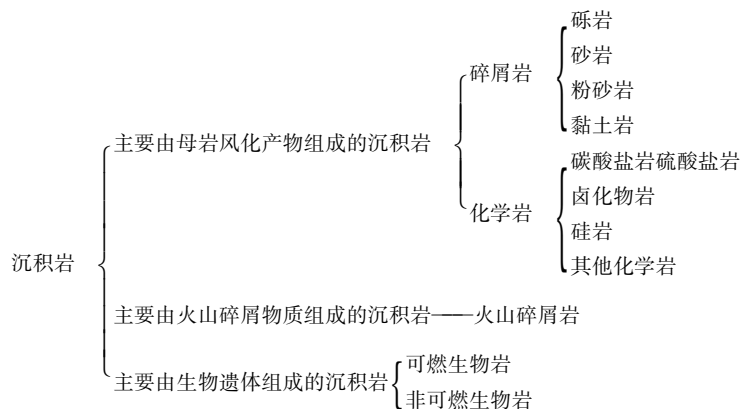 砾岩
砂岩
碎屑岩
粉砂岩
黏土岩
主要由母岩风化产物组成的沉积岩
碳酸盐岩硫酸盐岩
卤化物岩
化学岩
硅岩
沉积岩
其他化学岩
主要由火山碎屑物质组成的沉积岩——火山碎屑岩
可燃生物岩
主要由生物遗体组成的沉积岩
非可燃生物岩